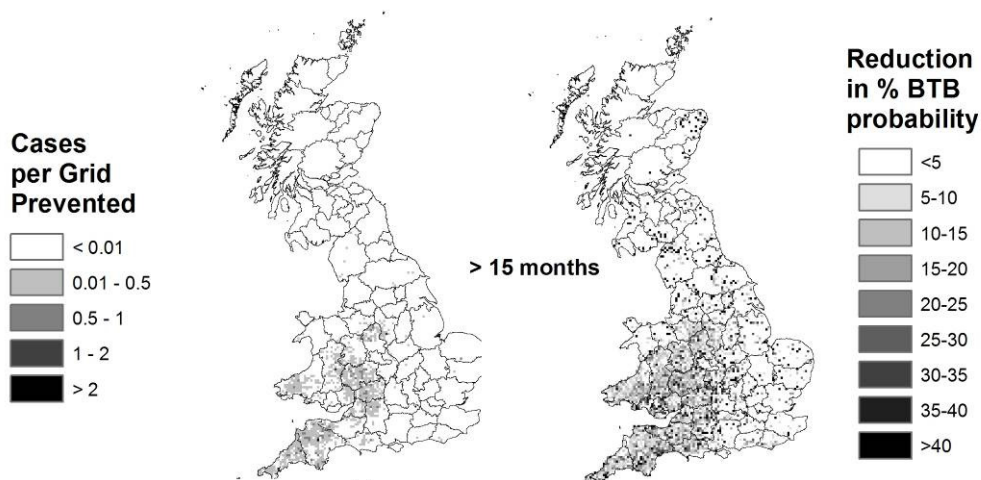 Cases
per Grid
Prevented
< 0.01
0.01 - 0.5
0.5 - 1
1 - 2
> 2
> 15 months
Reduction
in % BTB
probability
<5
5-10
10-15
15-20
20-25
25-30
30-35
35-40
>40